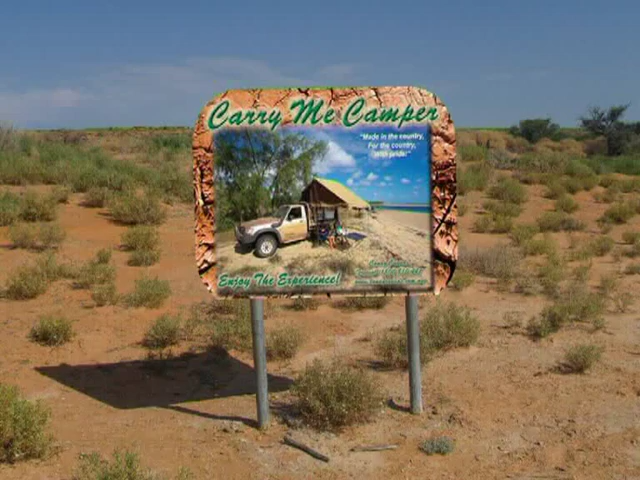 Carry Me Camper
"Made in the country,
For the country,
With pride!"
Enjoy The Experience!